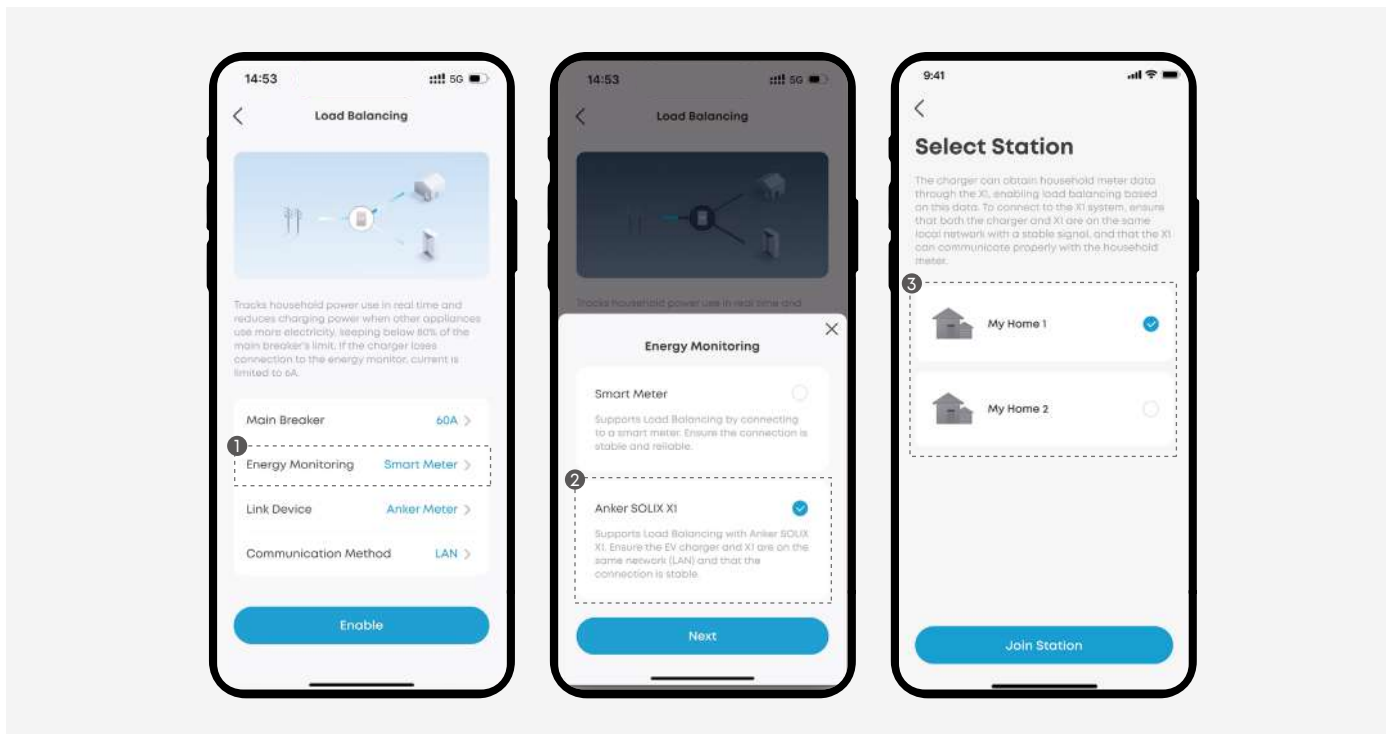 14:53
5G
Load Balancing
Tracks household power use in real time and
reduces charging power when other appliances
use more electricity, keeping below 80% of the
main breaker's limit. If the charger loses
connection to the energy monitor, current is
limited to 6A.
Main Breaker 60A
1
Energy Monitoring Smart Meter
Link Device Anker Meter
Communication Method LAN
Enable
14:53
5G
Load Balancing
Tracks household power use in real time and
Energy Monitoring
Smart Meter
Supports Load Balancing by connecting
to a smart meter. Ensure the connection is
stable and reliable.
2
Anker SOLIX X1
Supports Load Balancing with Anker SOLIX
X1. Ensure the EV charger and X1 are on the
same network (LAN) and that the
connection is stable.
Next
9:41
Select Station
The charger can obtain household meter data
through the X1, enabling load balancing based
on this data. To connect to the X1 system, ensure
that both the charger and X1 are on the same
local network with a stable signal, and that the X1
can communicate properly with the household
meter.
3
My Home 1
My Home 2
Join Station